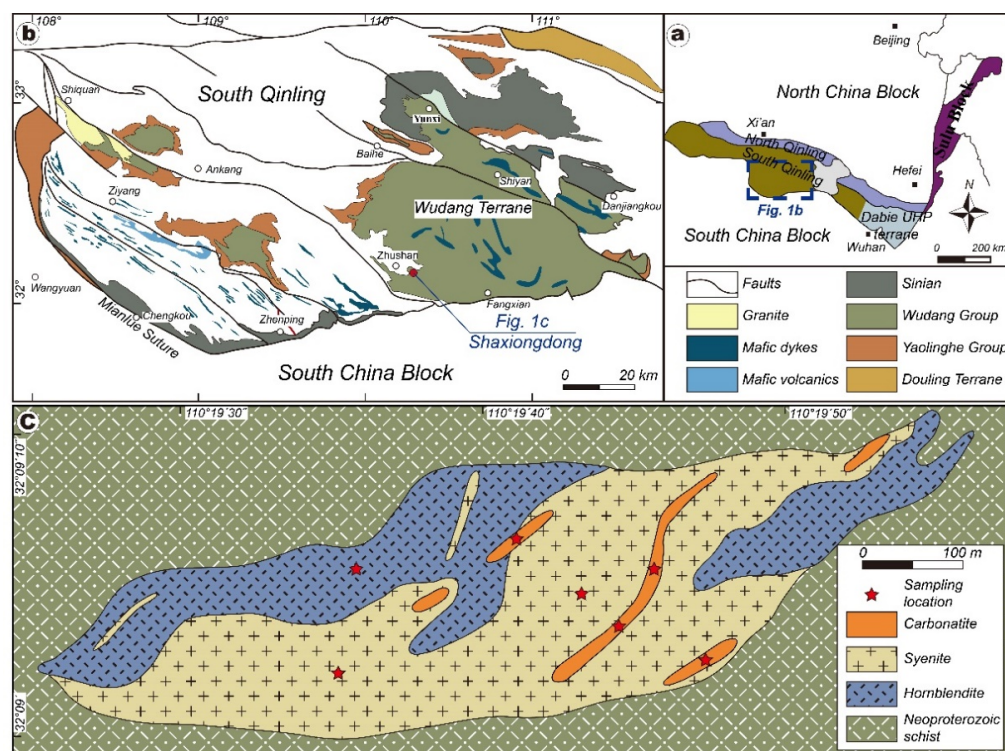 108°
109°
110°
111°
b
33°
32°
Shiquan
South Qinling
Yunxi
Baihe
Ankang
Shiyan
Ziyang
Wudang Terrane
Danjiangkou
Zhushan
Wangyuan
Fangxian
Chengkou
Zhenping
Mianlue Suture
Fig. 1c
Shaxiongdong
South China Block
0 20 km
a
Beijing
North China Block
Sulu Block
Xi'an
North Qinling
South Qinling
Hefei
N
Fig. 1b
Dabie UHP
terrane
South China Block
Wuhan
0 200 km
Faults
Sinian
Granite
Wudang Group
Mafic dykes
Yaolinghe Group
Mafic volcanics
Douling Terrane
c
110°19´30˝
110°19´40˝
110°19´50˝
32°09´10˝
32°09´
0 100 m
Sampling
location
Carbonatite
Syenite
Hornblendite
Neoproterozoic
schist